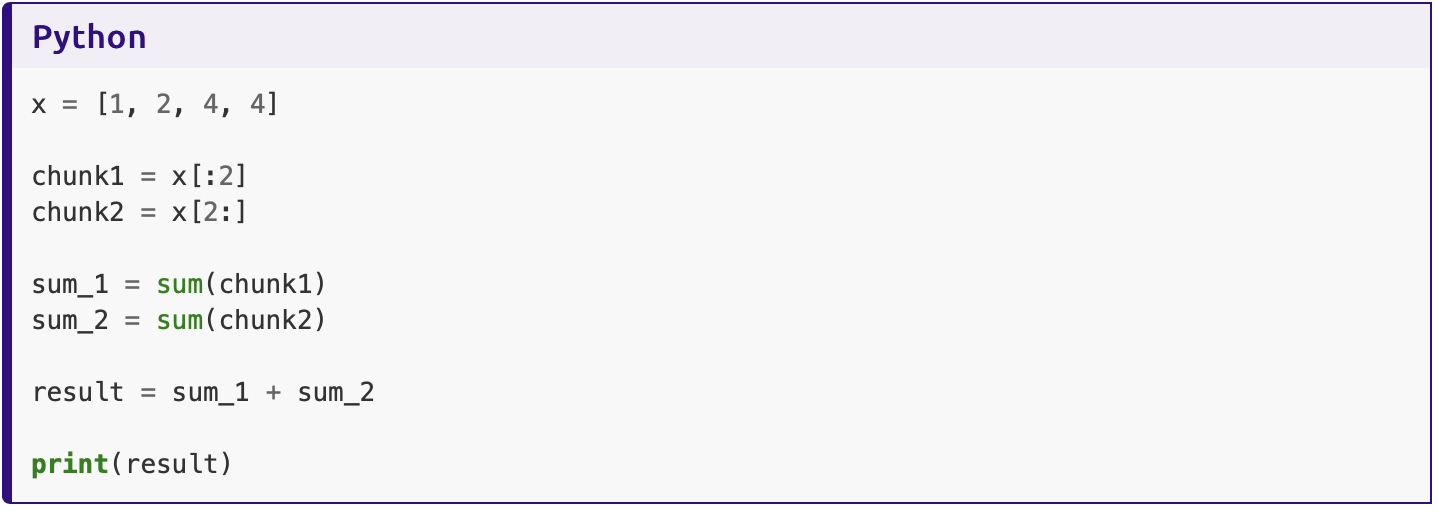 Python
x = [1, 2, 4, 4]
chunk1 = x[:2]
chunk2 = x[2:]
sum_1 = sum(chunk1)
sum_2 = sum(chunk2)
result = sum_1 + sum_2
print(result)